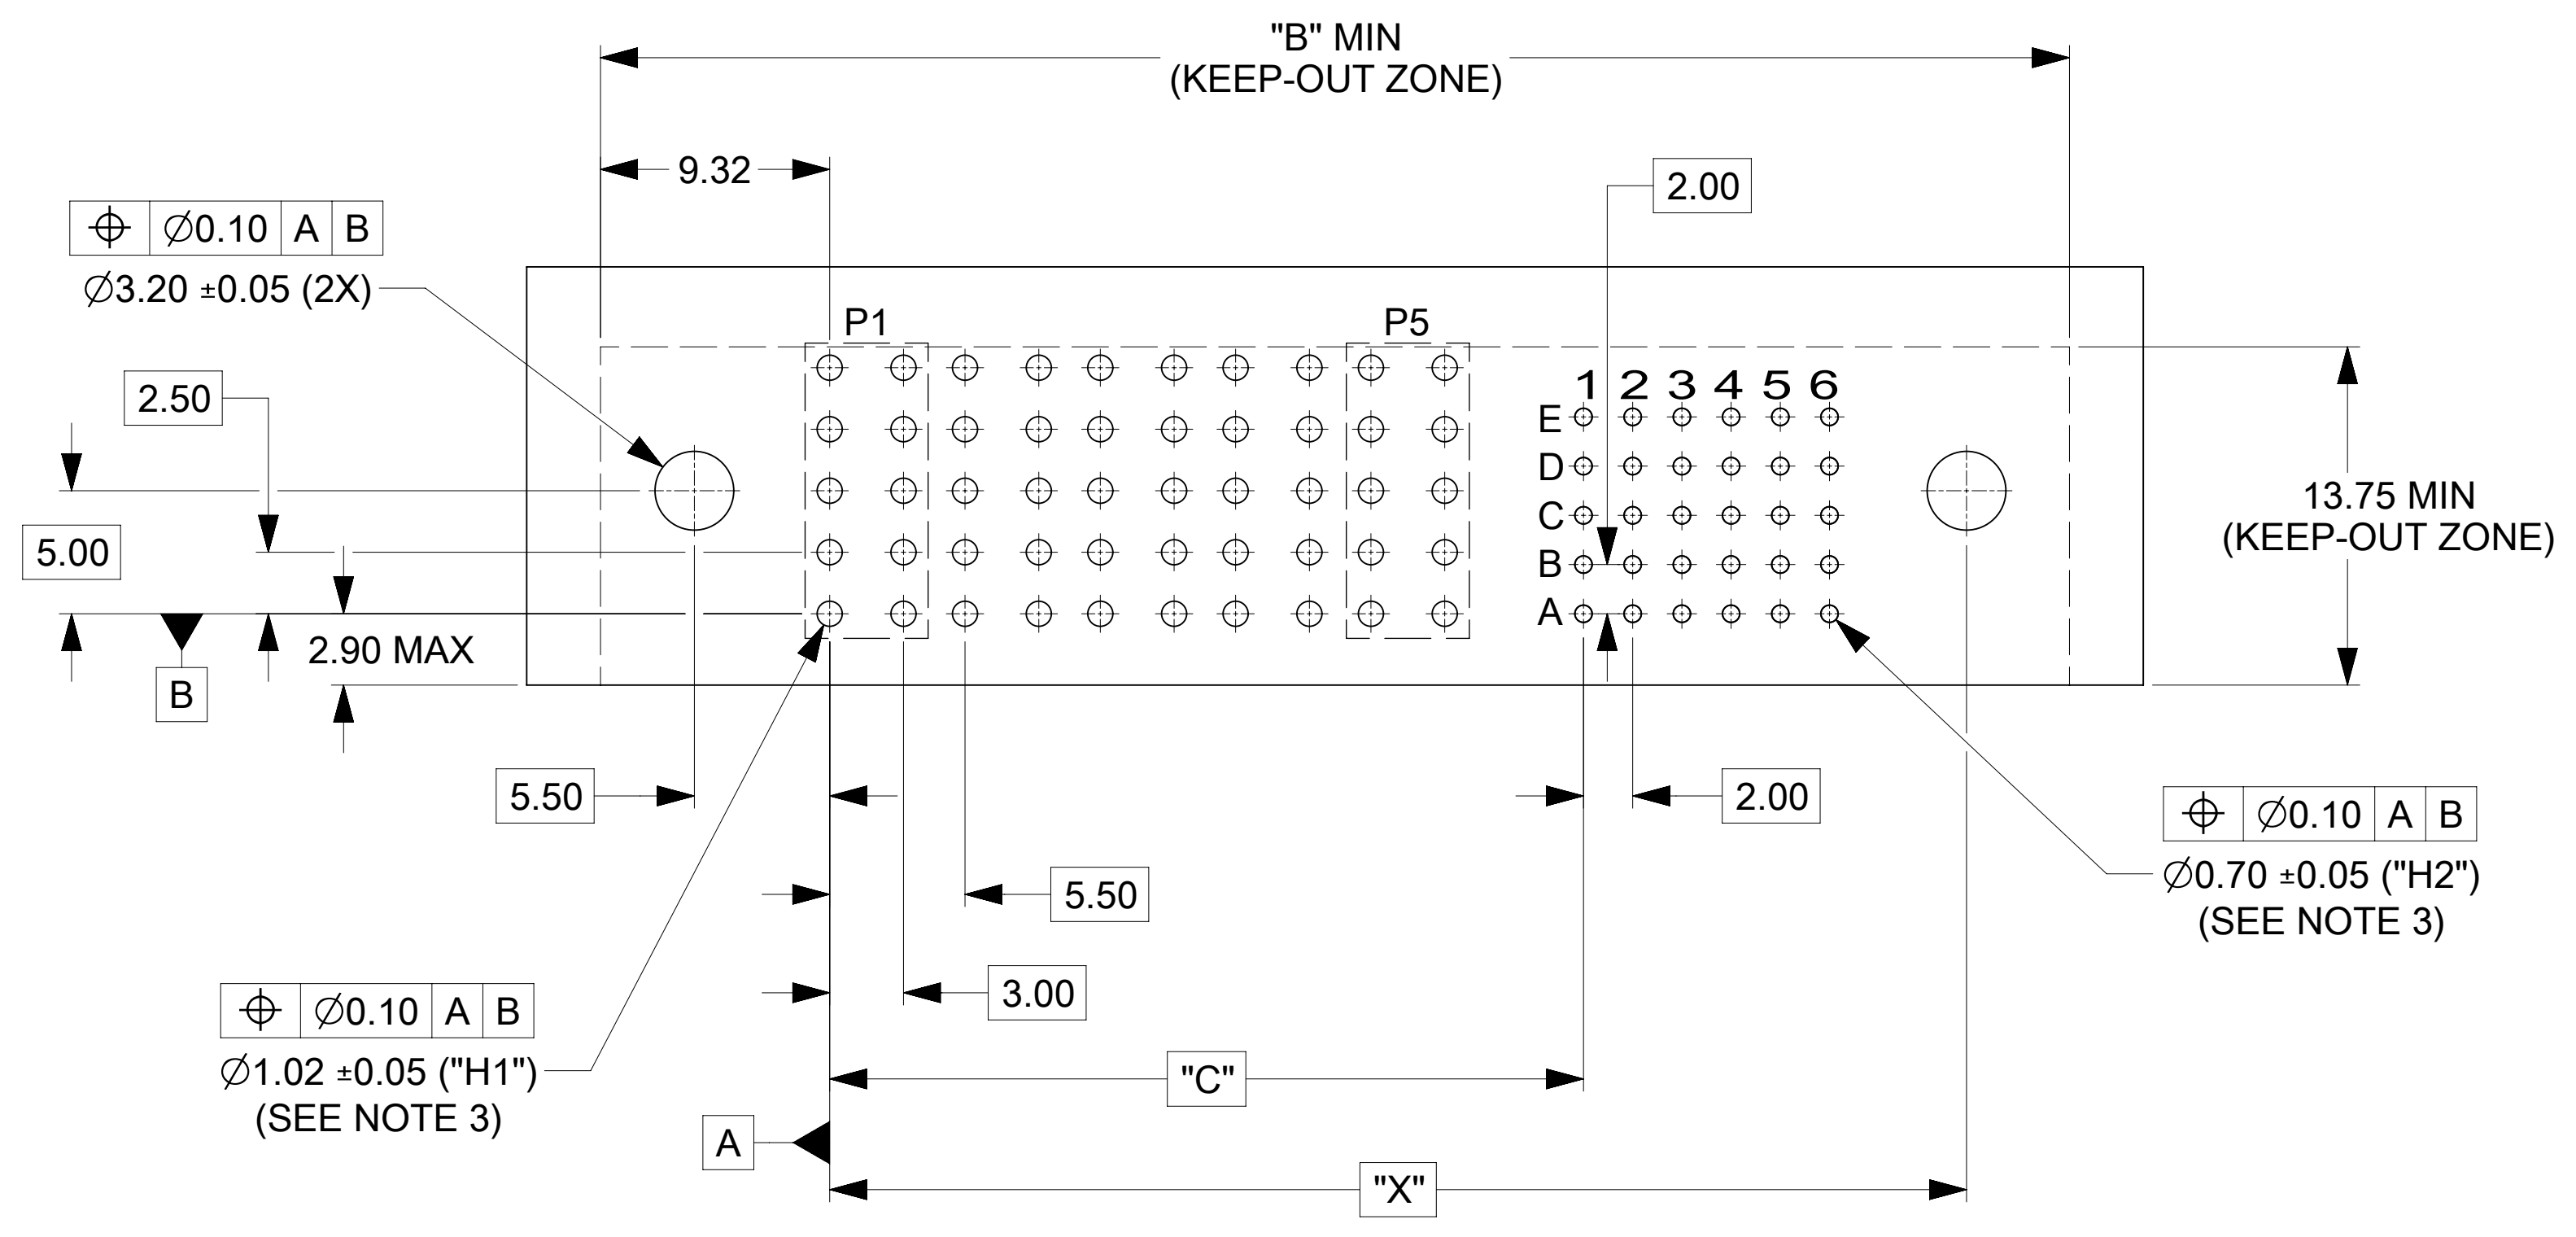 "B" MIN
(KEEP-OUT ZONE)
9.32
2.00
⌖ ∅0.10 A B
∅3.20 ±0.05 (2X)
P1
P5
2.50
1 2 3 4 5 6
E
D
C
B
A
5.00
13.75 MIN
(KEEP-OUT ZONE)
2.90 MAX
B
5.50
2.00
⌖ ∅0.10 A B
∅0.70 ±0.05 ("H2")
(SEE NOTE 3)
5.50
3.00
⌖ ∅0.10 A B
∅1.02 ±0.05 ("H1")
(SEE NOTE 3)
"C"
A
"X"